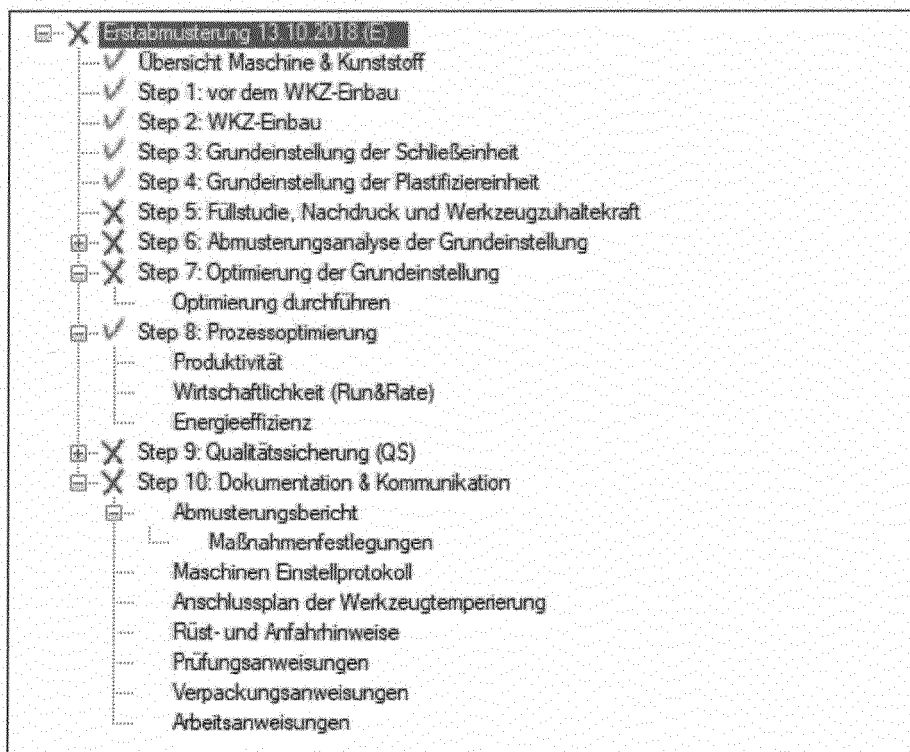 Erstabmusterung 13.10.2018 (E)
Übersicht Maschine & Kunststoff
Step 1: vor dem WKZ-Einbau
Step 2: WKZ-Einbau
Step 3: Grundeinstellung der Schließeinheit
Step 4: Grundeinstellung der Plastifiziereinheit
Step 5: Füllstudie, Nachdruck und Werkzeugzuhaltekraft
Step 6: Abmusterungsanalyse der Grundeinstellung
Step 7: Optimierung der Grundeinstellung
Optimierung durchführen
Step 8: Prozessoptimierung
Produktivität
Wirtschaftlichkeit (Run&Rate)
Energieeffizienz
Step 9: Qualitätssicherung (QS)
Step 10: Dokumentation & Kommunikation
Abmusterungsbericht
Maßnahmenfestlegungen
Maschinen Einstellprotokoll
Anschlussplan der Werkzeugtemperierung
Rüst- und Anfahrhinweise
Prüfungsanweisungen
Verpackungsanweisungen
Arbeitsanweisungen